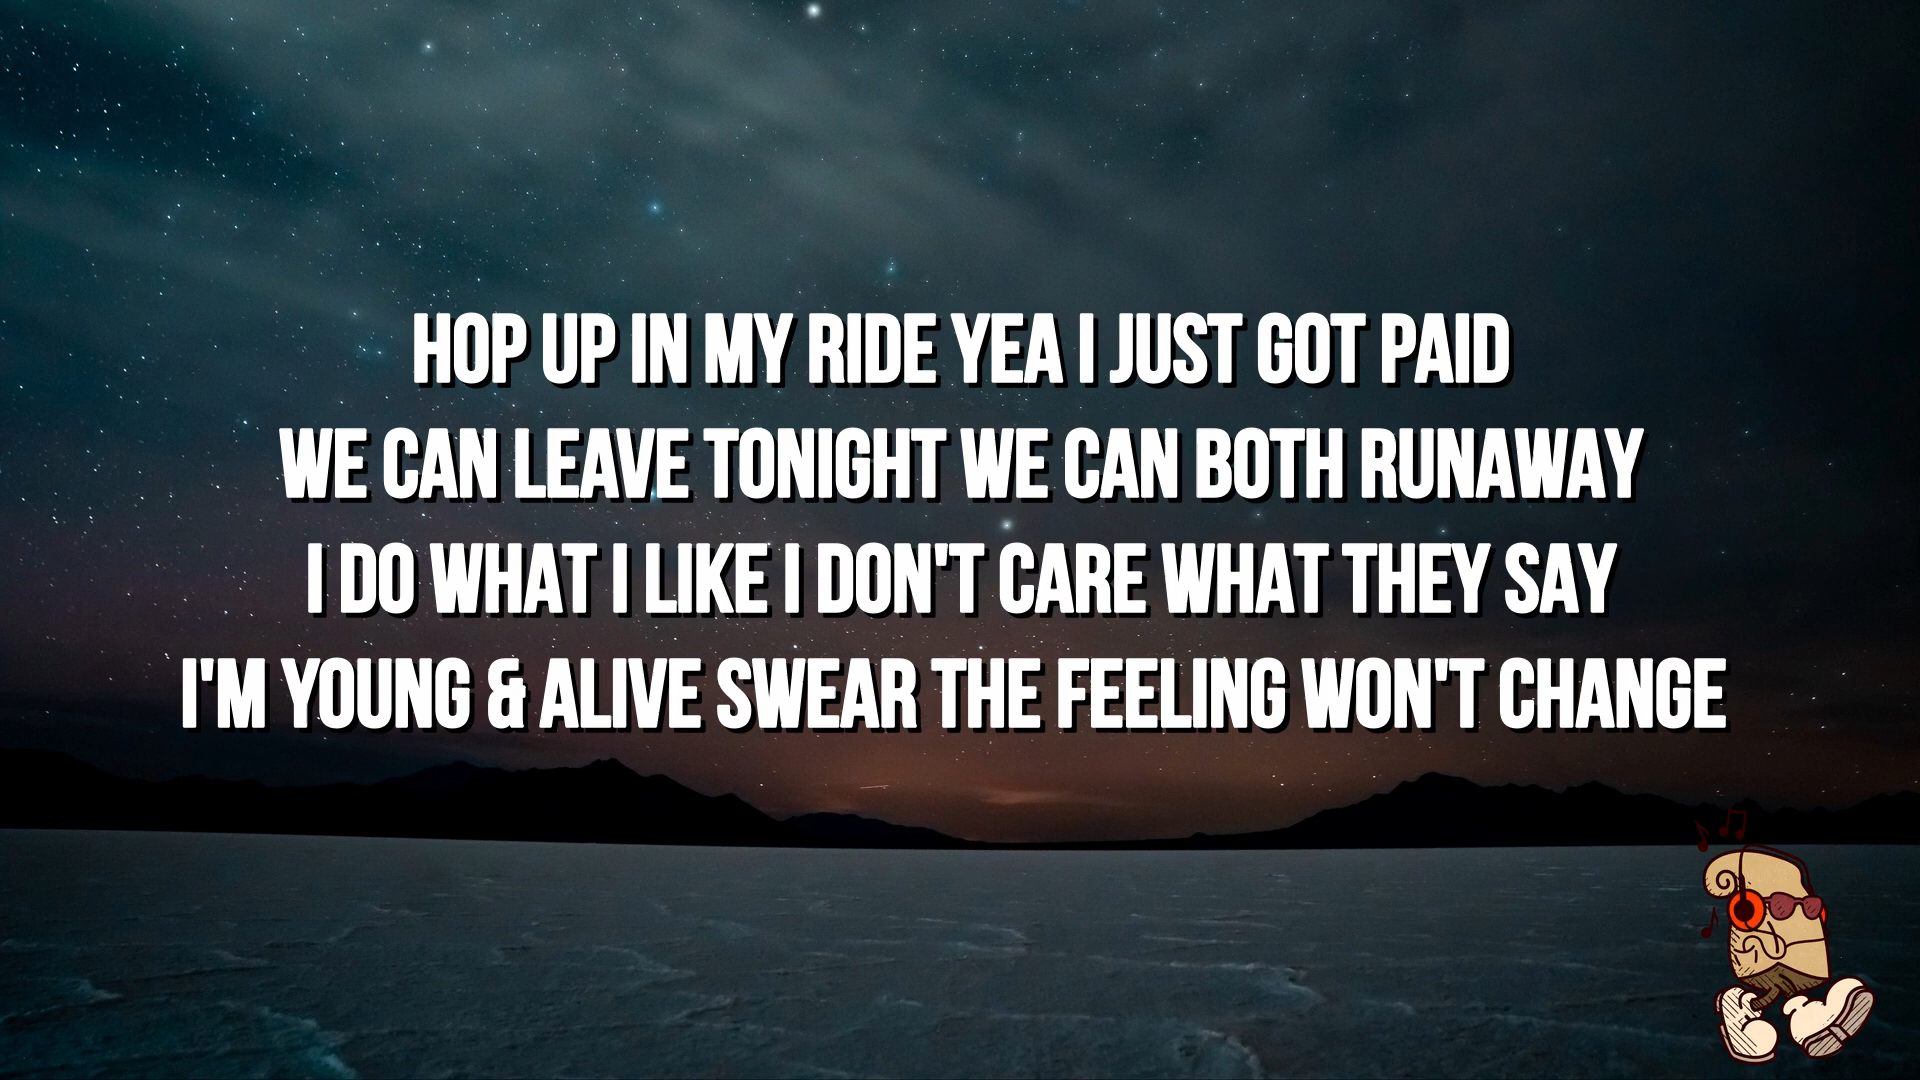 HOP UP IN MY RIDE YEA I JUST GOT PAID
WE CAN LEAVE TONIGHT WE CAN BOTH RUNAWAY
I DO WHAT I LIKE I DON'T CARE WHAT THEY SAY
I'M YOUNG & ALIVE SWEAR THE FEELING WON'T CHANGE